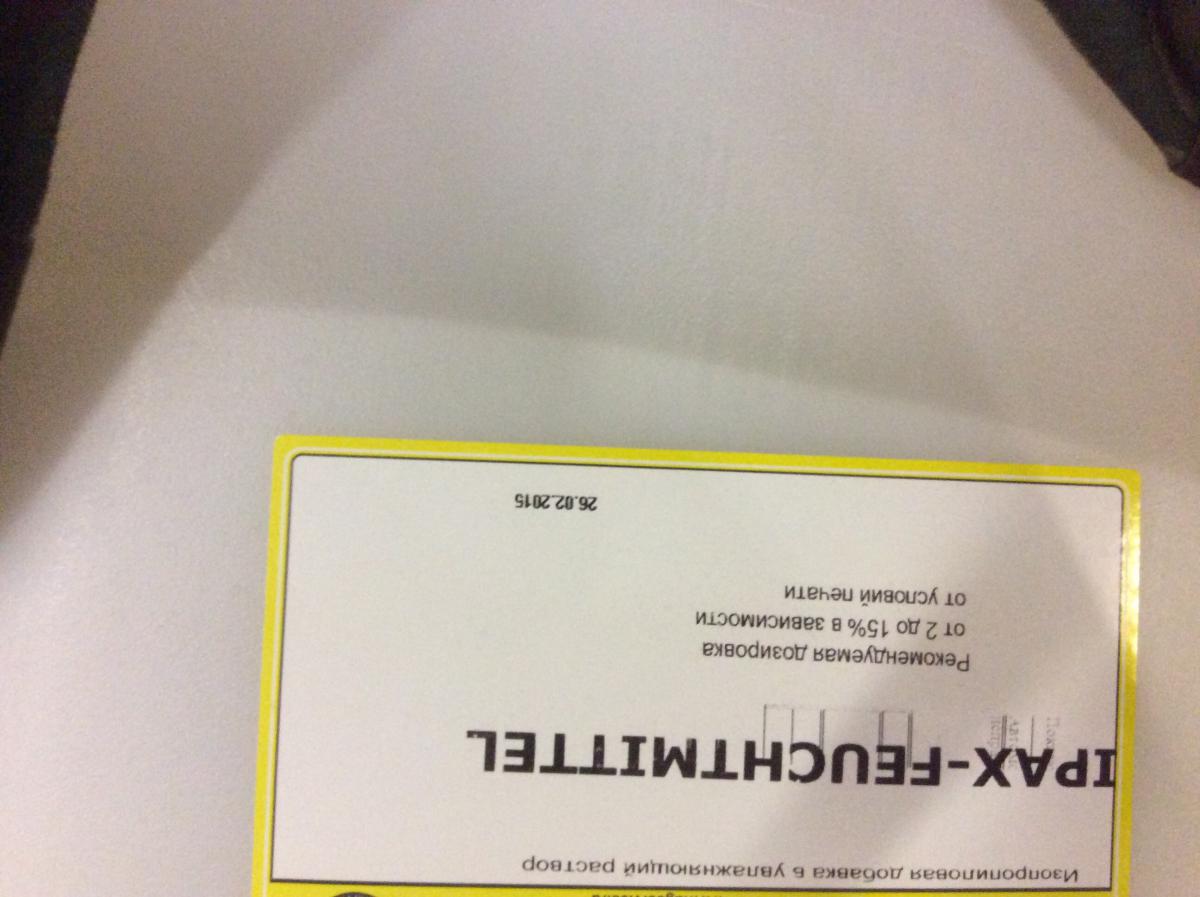 Изопропиловая добавка в увлажняющий раствор
IPAX-FEUCHTMITTEL
Рекомендуемая дозировка
от 2 до 15% в зависимости
от условий печати
26.02.2015